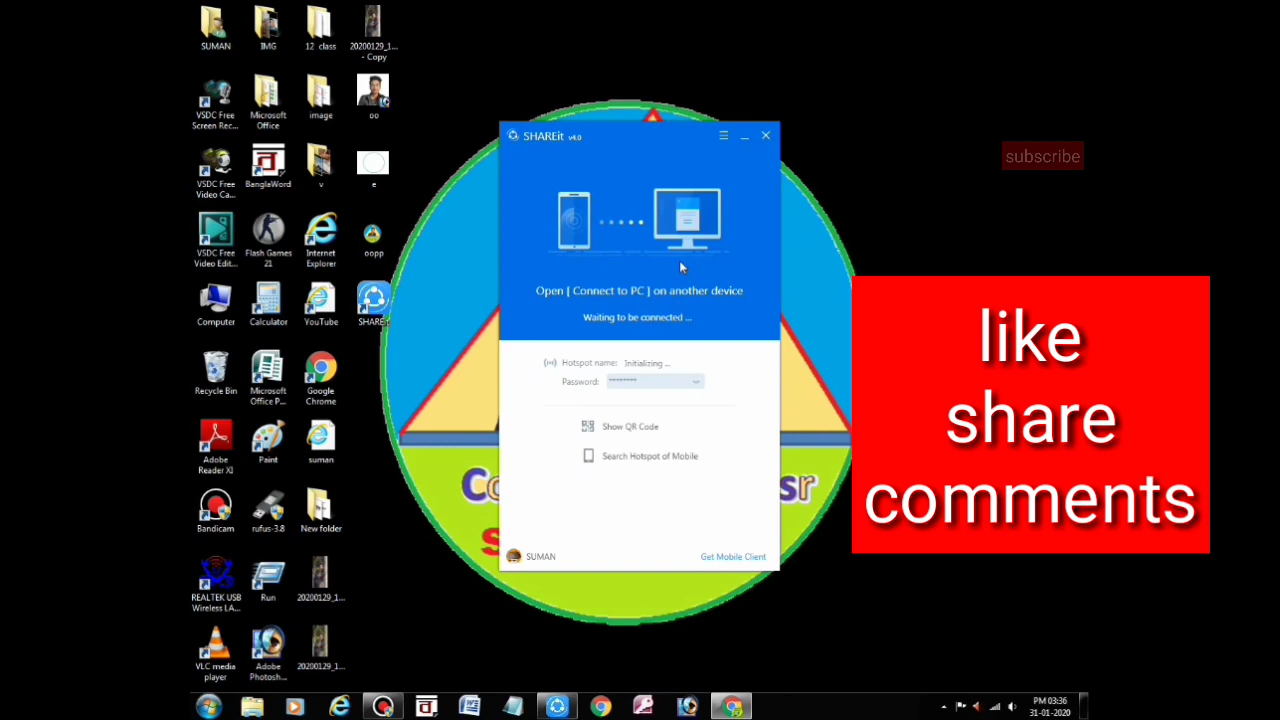 SUMAN
IMG
12 class
20200129_1...
- Copy
VSDC Free
Screen Rec...
Microsoft
Office
image
oo
VSDC Free
Video Ca...
BanglaWord
v
e
VSDC Free
Video Edit...
Flash Games
21
Internet
Explorer
oopp
Computer
Calculator
YouTube
SHAREit
Recycle Bin
Microsoft
Office P...
Google
Chrome
Adobe
Reader XI
Paint
suman
Bandicam
rufus-3.8
New folder
REALTEK USB
Wireless LA...
Run
20200129_1...
VLC media
player
Adobe
Photosh...
20200129_1...
SHAREit v4.0
Open [ Connect to PC ] on another device
Waiting to be connected ...
Hotspot name: Initializing ...
Password: ********
Show QR Code
Search Hotspot of Mobile
SUMAN
Get Mobile Client
subscribe
like
share
comments
PM 03:36
31-01-2020